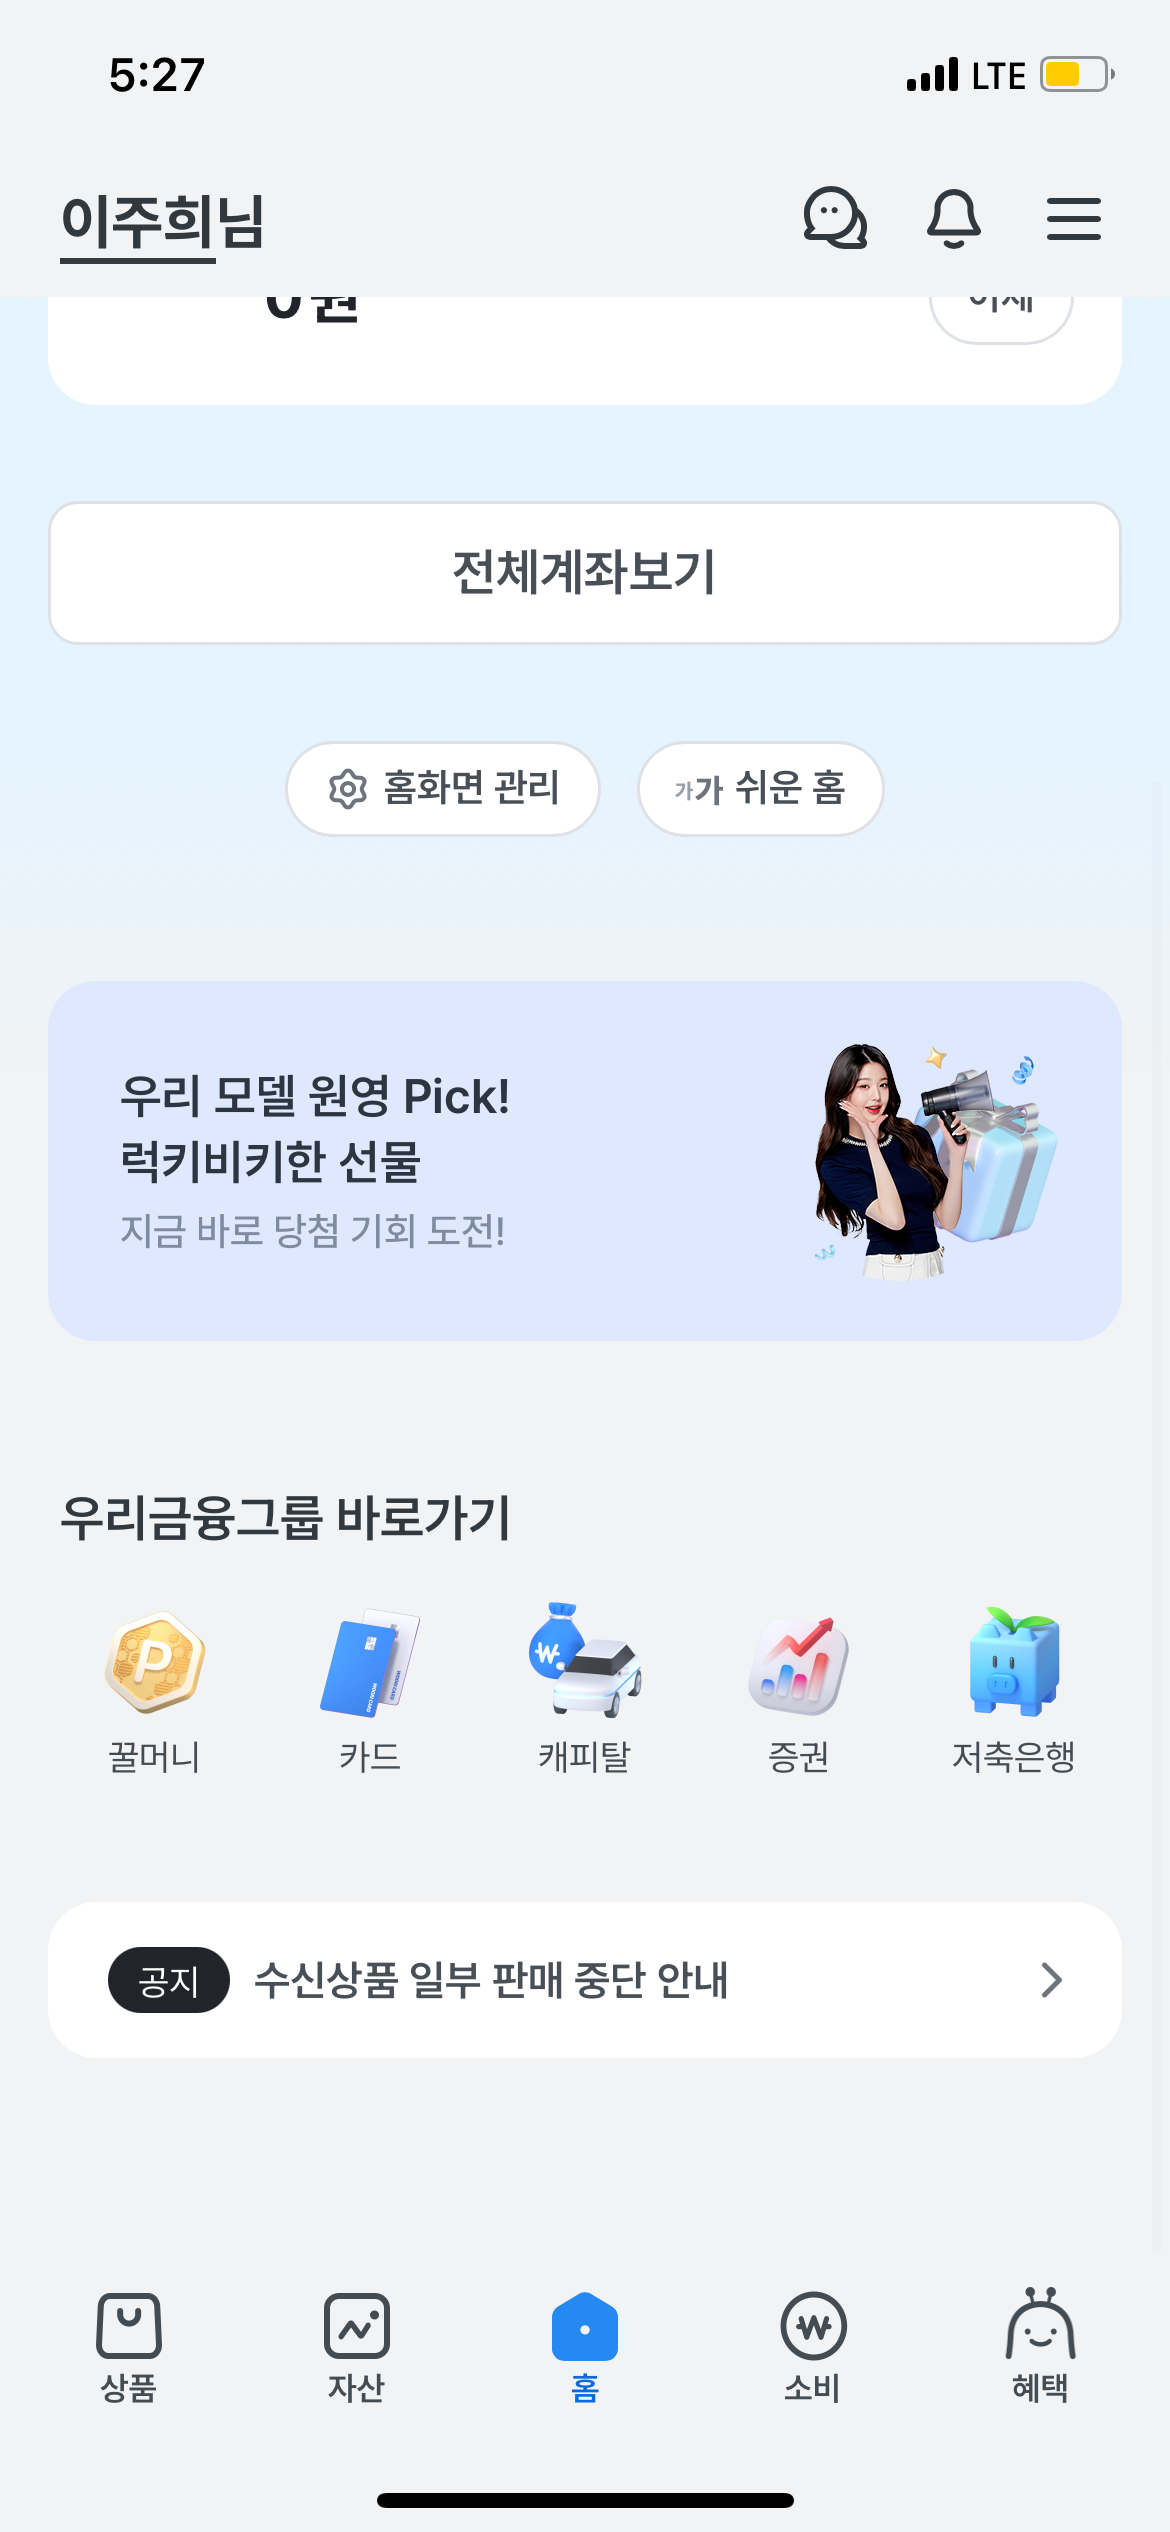 5:27
LTE
이주희님
0원
이체
전체계좌보기
홈화면 관리
가가 쉬운 홈
우리 모델 원영 Pick!
럭키비키한 선물
지금 바로 당첨 기회 도전!
우리금융그룹 바로가기
꿀머니
카드
캐피탈
증권
저축은행
공지 수신상품 일부 판매 중단 안내
상품
자산
홈
소비
혜택